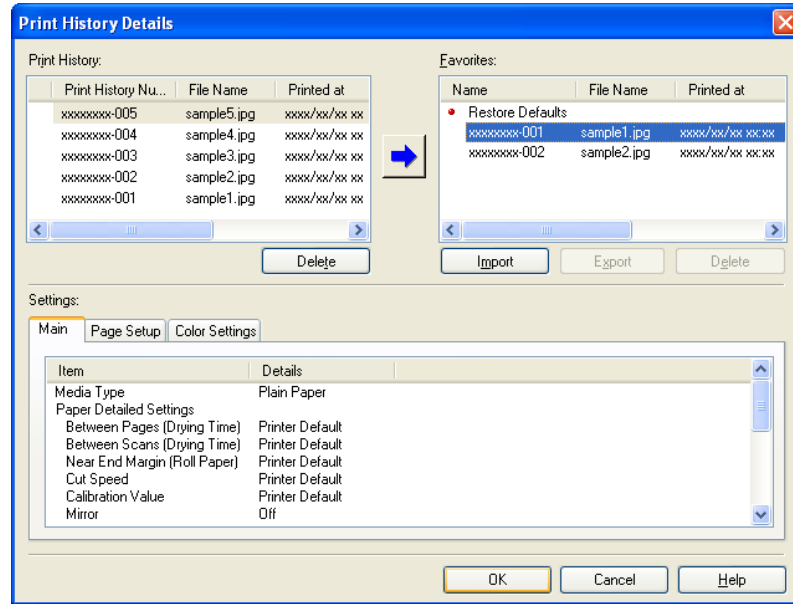 Print History Details
Print History:
Print History Nu... File Name Printed at
xxxxxxxx-005 sample5.jpg xxxx/xx/xx xx
xxxxxxxx-004 sample4.jpg xxxx/xx/xx xx
xxxxxxxx-003 sample3.jpg xxxx/xx/xx xx
xxxxxxxx-002 sample2.jpg xxxx/xx/xx xx
xxxxxxxx-001 sample1.jpg xxxx/xx/xx xx
Delete
Favorites:
Name File Name Printed at
Restore Defaults
xxxxxxxx-001 sample1.jpg xxxx/xx/xx xx:xx
xxxxxxxx-002 sample2.jpg xxxx/xx/xx xx:xx
Import Export Delete
Settings:
Main Page Setup Color Settings
Item Details
Media Type Plain Paper
Paper Detailed Settings
Between Pages (Drying Time) Printer Default
Between Scans (Drying Time) Printer Default
Near End Margin (Roll Paper) Printer Default
Cut Speed Printer Default
Calibration Value Printer Default
Mirror Off
OK Cancel Help